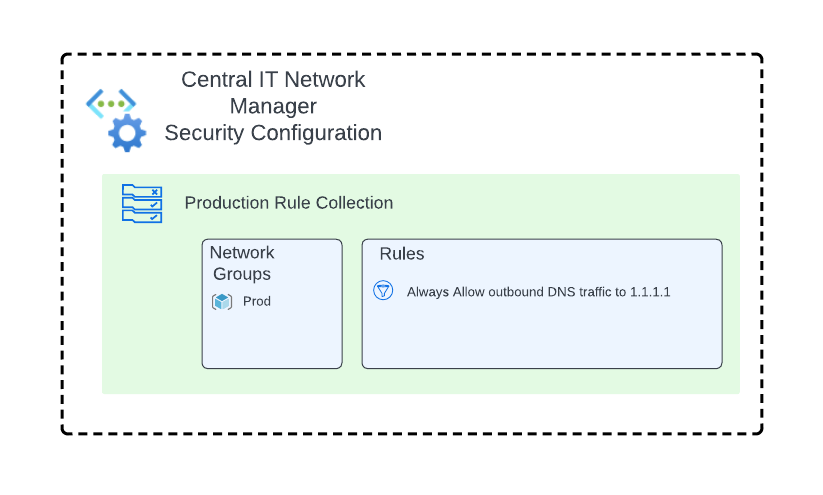 Central IT Network
Manager
Security Configuration
Production Rule Collection
Network
Groups
Prod
Rules
Always Allow outbound DNS traffic to 1.1.1.1